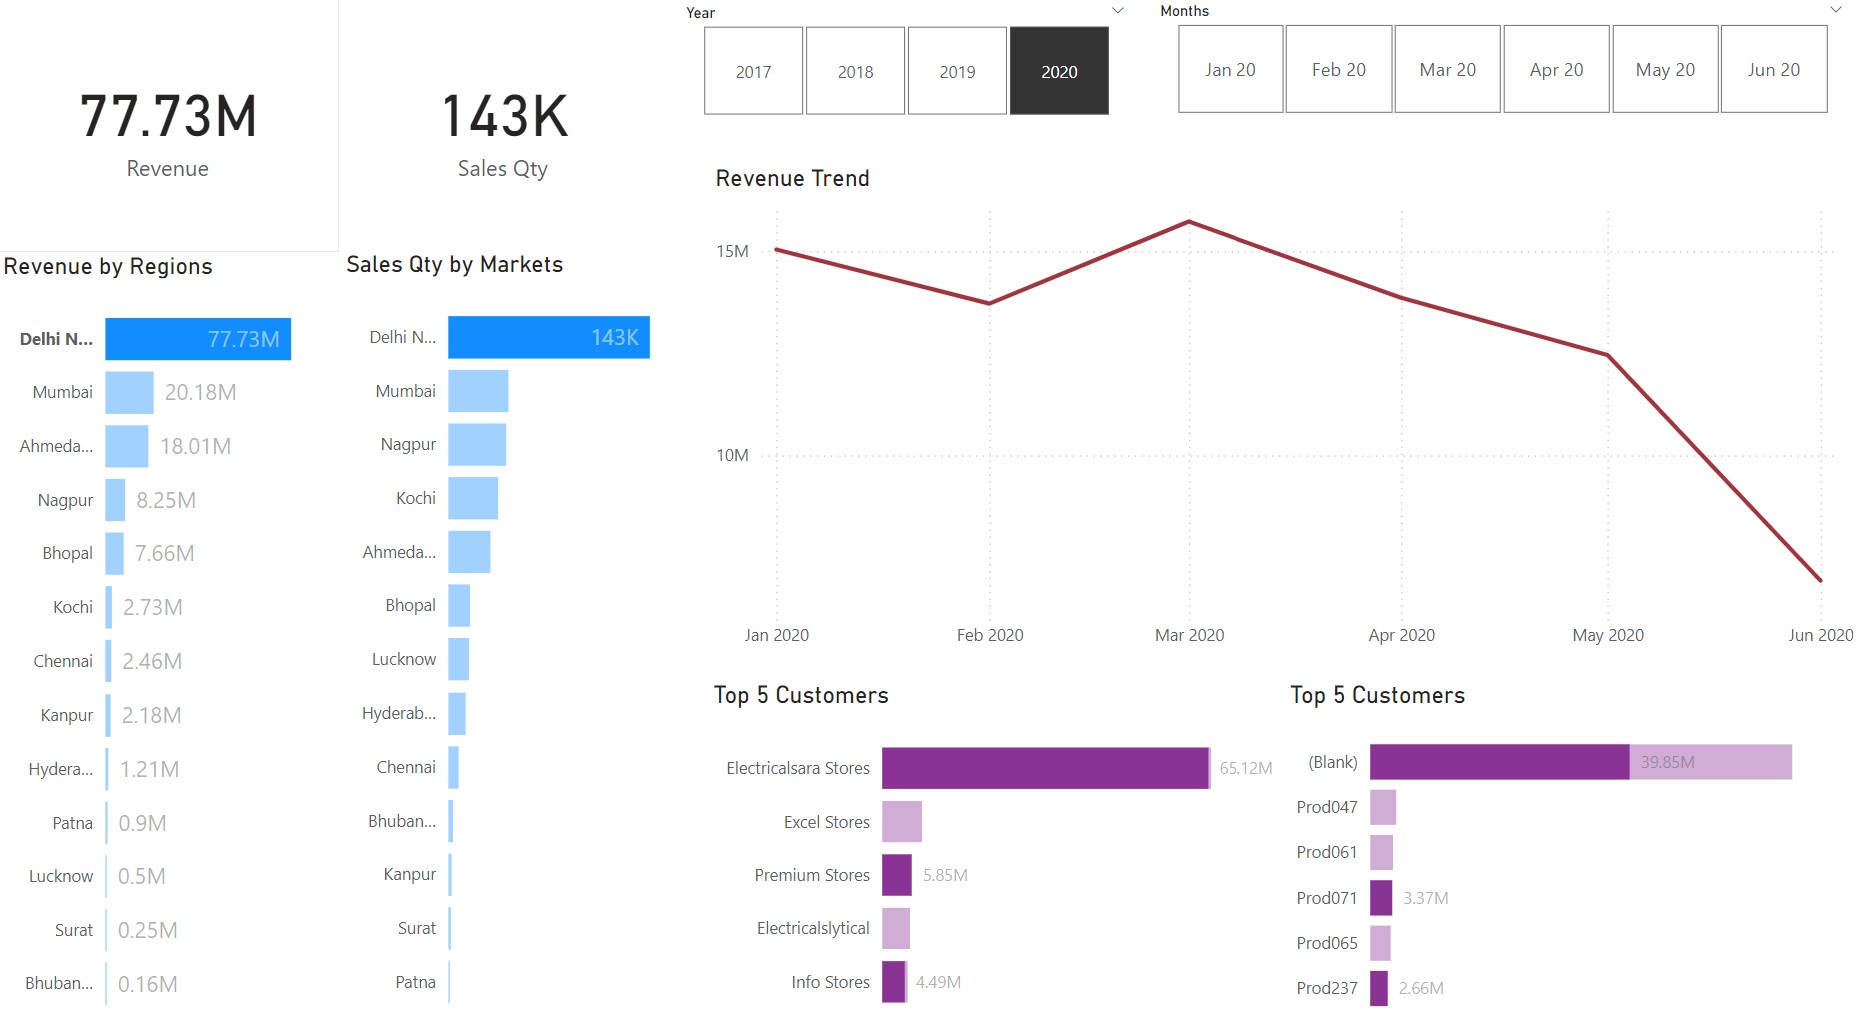 77.73M
Revenue
143K
Sales Qty
Year
2017
2018
2019
2020
Months
Jan 20
Feb 20
Mar 20
Apr 20
May 20
Jun 20
Revenue by Regions
Delhi N... 77.73M
Mumbai 20.18M
Ahmeda... 18.01M
Nagpur 8.25M
Bhopal 7.66M
Kochi 2.73M
Chennai 2.46M
Kanpur 2.18M
Hydera... 1.21M
Patna 0.9M
Lucknow 0.5M
Surat 0.25M
Bhuban... 0.16M
Sales Qty by Markets
Delhi N... 143K
Mumbai
Nagpur
Kochi
Ahmeda...
Bhopal
Lucknow
Hyderab...
Chennai
Bhuban...
Kanpur
Surat
Patna
Revenue Trend
15M
10M
Jan 2020 Feb 2020 Mar 2020 Apr 2020 May 2020 Jun 2020
Top 5 Customers
Electricalsara Stores 65.12M
Excel Stores
Premium Stores 5.85M
Electricalslytical
Info Stores 4.49M
Top 5 Customers
(Blank) 39.85M
Prod047
Prod061
Prod071 3.37M
Prod065
Prod237 2.66M